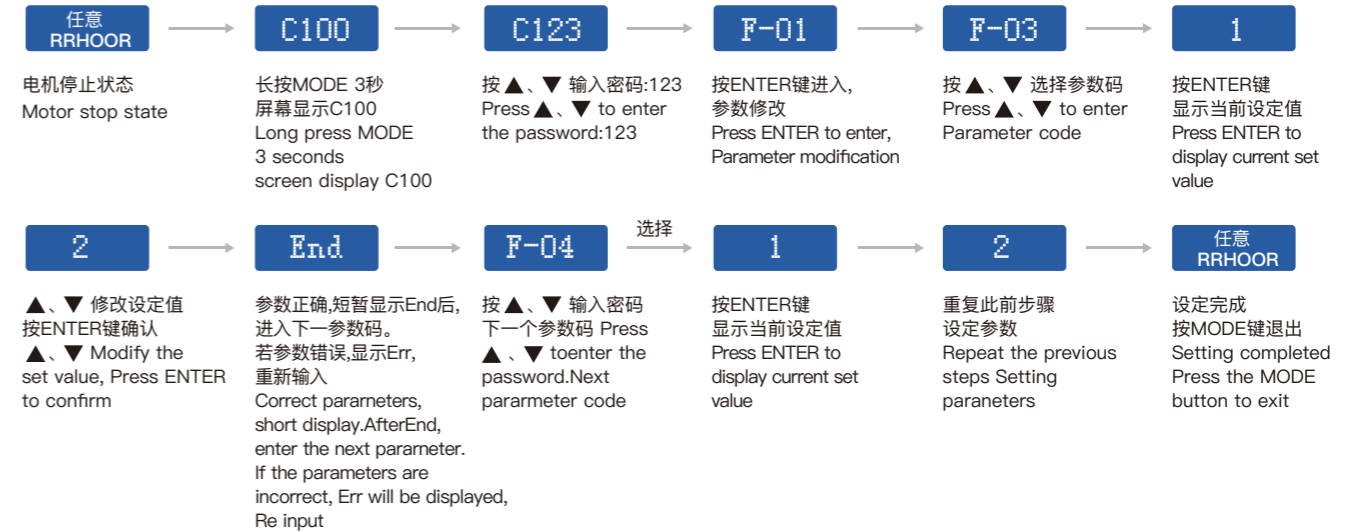 任意
RRHOOR
C100
C123
F-01
F-03
1
电机停止状态
Motor stop state
长按MODE 3秒
屏幕显示C100
Long press MODE
3 seconds
screen display C100
按▲、▼ 输入密码:123
Press▲、▼ to enter
the password:123
按ENTER键进入,
参数修改
Press ENTER to enter,
Parameter modification
按▲、▼ 选择参数码
Press▲、▼ to enter
Parameter code
按ENTER键
显示当前设定值
Press ENTER to
display current set
value
2
End
F-04
选择
1
2
任意
RRHOOR
▲、▼ 修改设定值
按ENTER键确认
▲、▼ Modify the
set value, Press ENTER
to confirm
参数正确,短暂显示End后,
进入下一参数码。
若参数错误,显示Err,
重新输入
Correct pararneters,
short display.AfterEnd,
enter the next pararneter.
If the parameters are
incorrect, Err will be displayed,
Re input
按▲、▼ 输入密码
下一个参数码 Press
▲ 、▼ toenter the
password.Next
pararmeter code
按ENTER键
显示当前设定值
Press ENTER to
display current set
value
重复此前步骤
设定参数
Repeat the previous
steps Setting
paraneters
设定完成
按MODE键退出
Setting completed
Press the MODE
button to exit